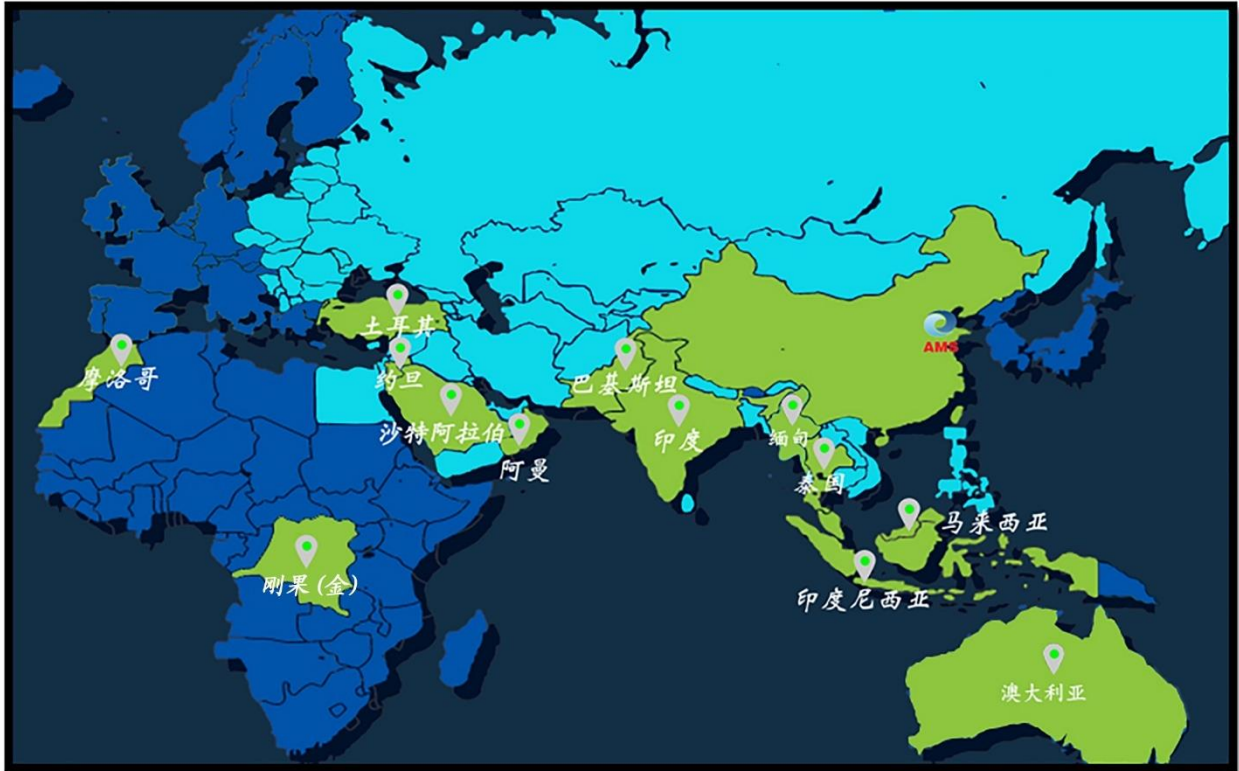 土耳其
AMS
约旦
摩洛哥
巴基斯坦
沙特阿拉伯
印度
缅甸
阿曼
泰国
马来西亚
刚果(金)
印度尼西亚
澳大利亚